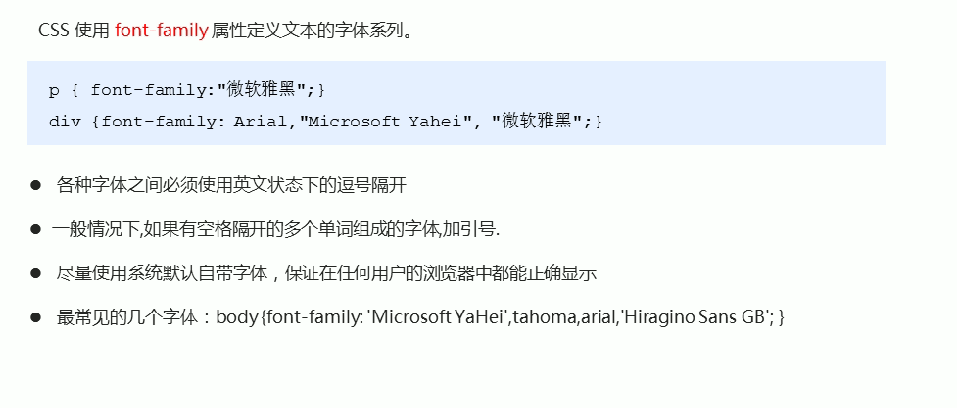 CSS 使用 font-family 属性定义文本的字体系列。
p { font-family:"微软雅黑";}
div {font-family: Arial,"Microsoft Yahei", "微软雅黑";}
● 各种字体之间必须使用英文状态下的逗号隔开
● 一般情况下,如果有空格隔开的多个单词组成的字体,加引号.
● 尽量使用系统默认自带字体，保证在任何用户的浏览器中都能正确显示
● 最常见的几个字体：body{font-family: 'Microsoft YaHei',tahoma,arial,'Hiragino Sans GB'; }